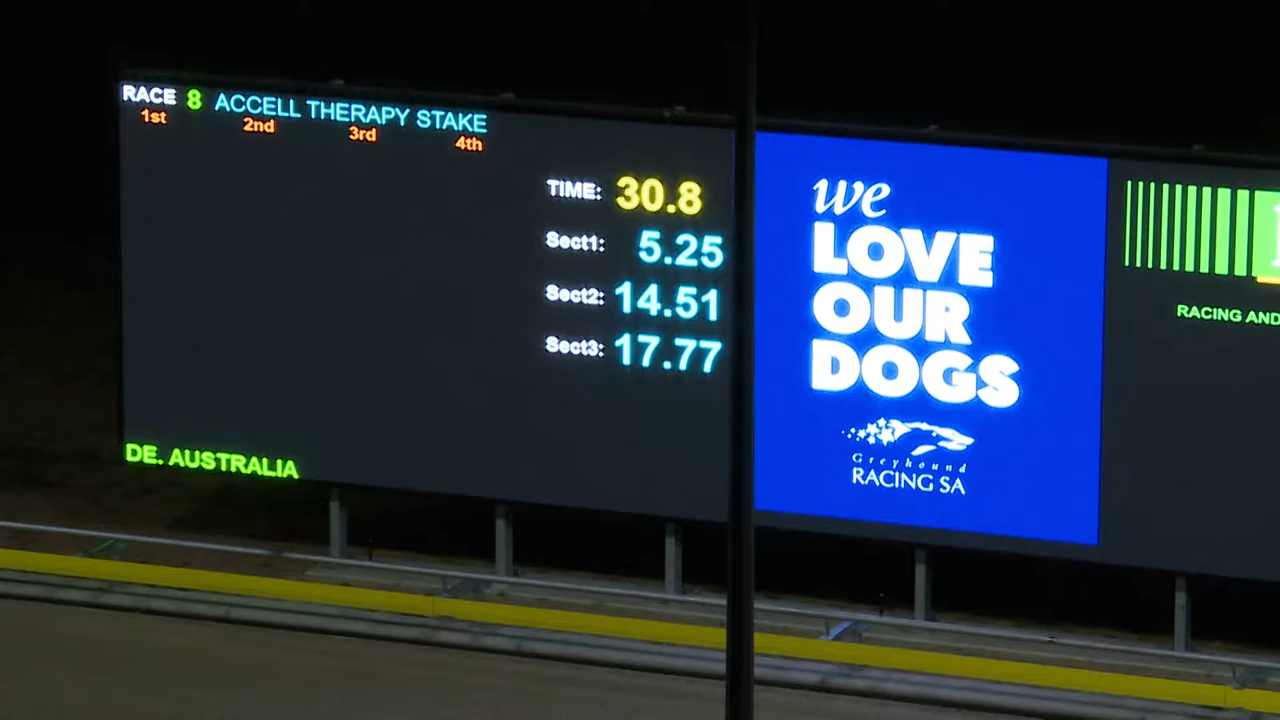 RACE 8 ACCELL THERAPY STAKE
1st 2nd 3rd 4th
TIME: 30.8
Sect1: 5.25
Sect2: 14.51
Sect3: 17.77
DE. AUSTRALIA
we
LOVE
OUR
DOGS
Greyhound
RACING SA
RACING AND